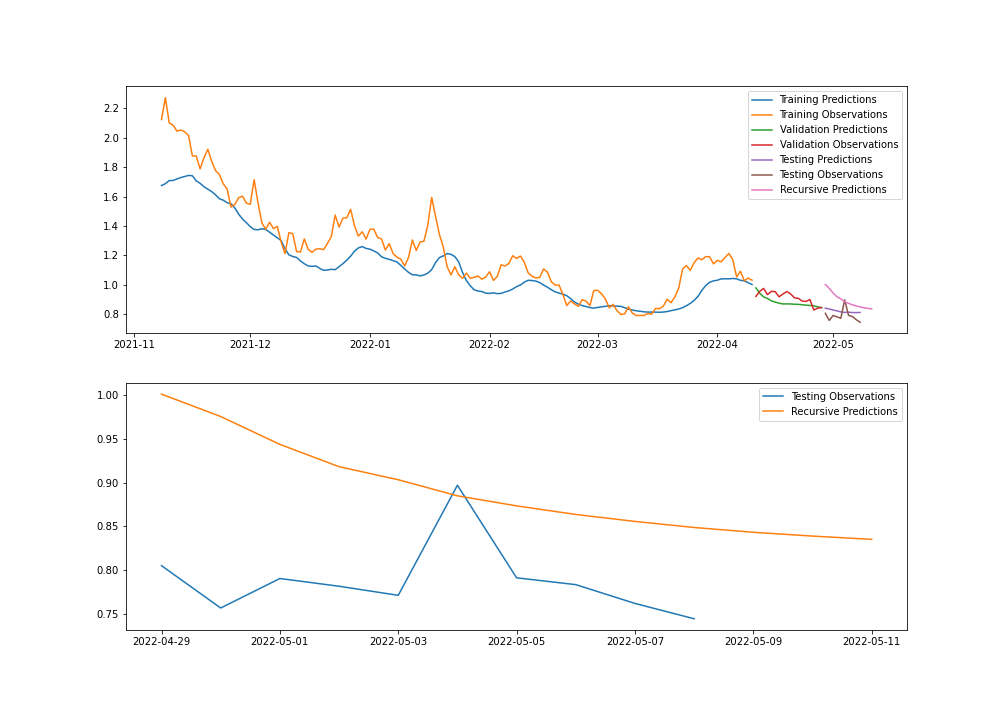 2.2
2.0
1.8
1.6
1.4
1.2
1.0
0.8
2021-11 2021-12 2022-01 2022-02 2022-03 2022-04 2022-05
Training Predictions
Training Observations
Validation Predictions
Validation Observations
Testing Predictions
Testing Observations
Recursive Predictions
1.00
0.95
0.90
0.85
0.80
0.75
2022-04-29 2022-05-01 2022-05-03 2022-05-05 2022-05-07 2022-05-09 2022-05-11
Testing Observations
Recursive Predictions